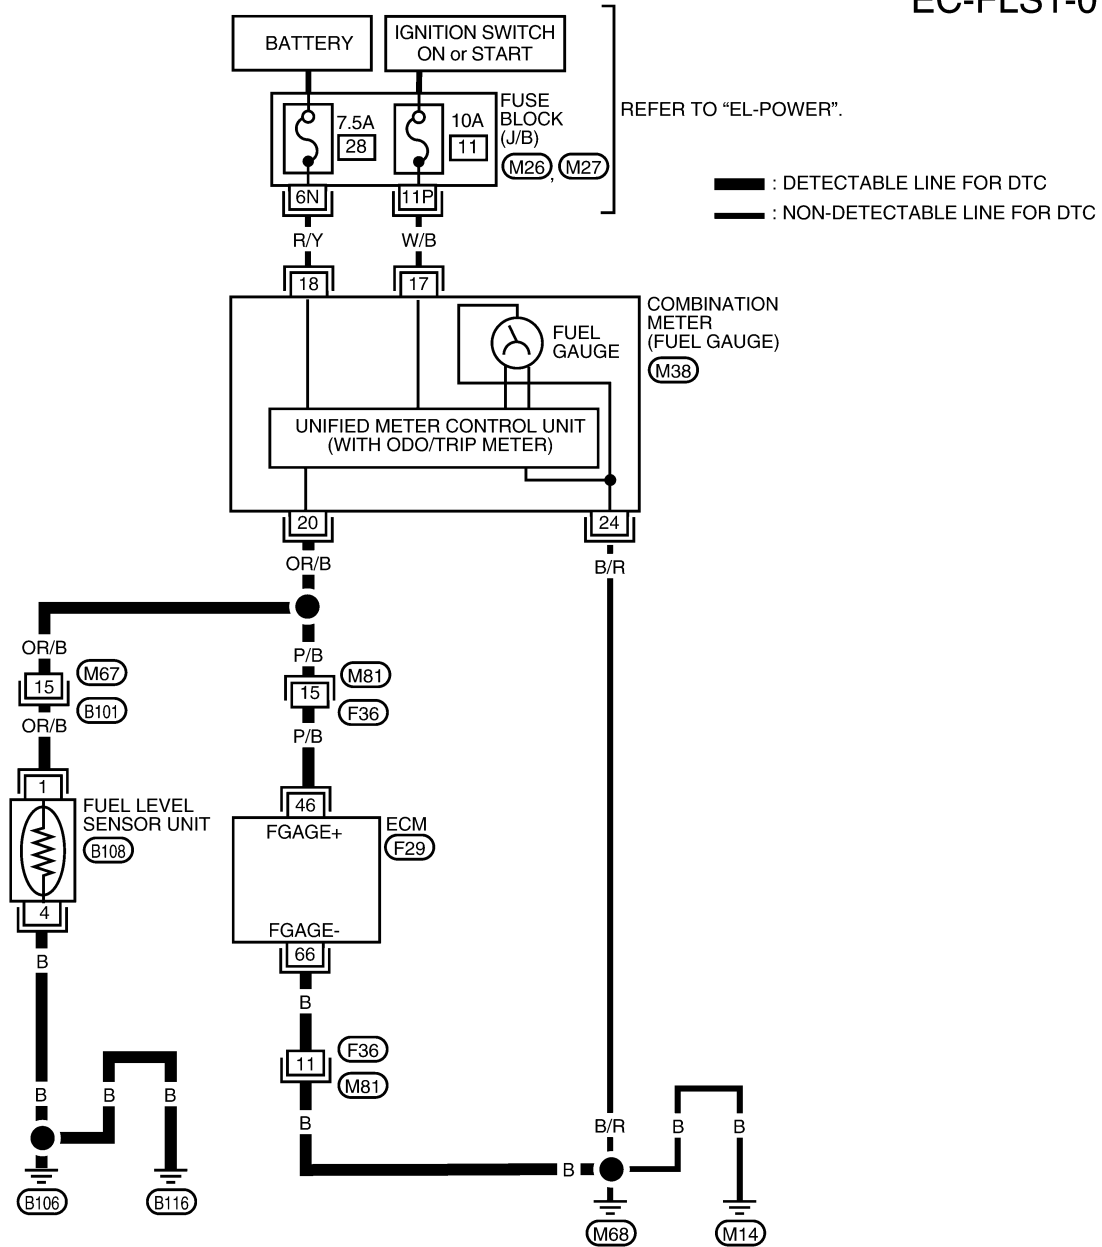 EC-FLS1-0
BATTERY
IGNITION SWITCH
ON or START
FUSE
BLOCK
(J/B)
7.5A
28
10A
11
M26 , M27
REFER TO “EL-POWER”.
6N
11P
: DETECTABLE LINE FOR DTC
: NON-DETECTABLE LINE FOR DTC
R/Y
W/B
18
17
COMBINATION
METER
(FUEL GAUGE)
M38
FUEL
GAUGE
UNIFIED METER CONTROL UNIT
(WITH ODO/TRIP METER)
20
24
OR/B
B/R
OR/B
P/B
M67
15
B101
OR/B
M81
15
F36
P/B
1
FUEL LEVEL
SENSOR UNIT
B108
4
46
FGAGE+
ECM
F29
FGAGE-
66
B
B
F36
11
M81
B
B
B
B
B/R
B
B
B
B106
B116
M68
M14